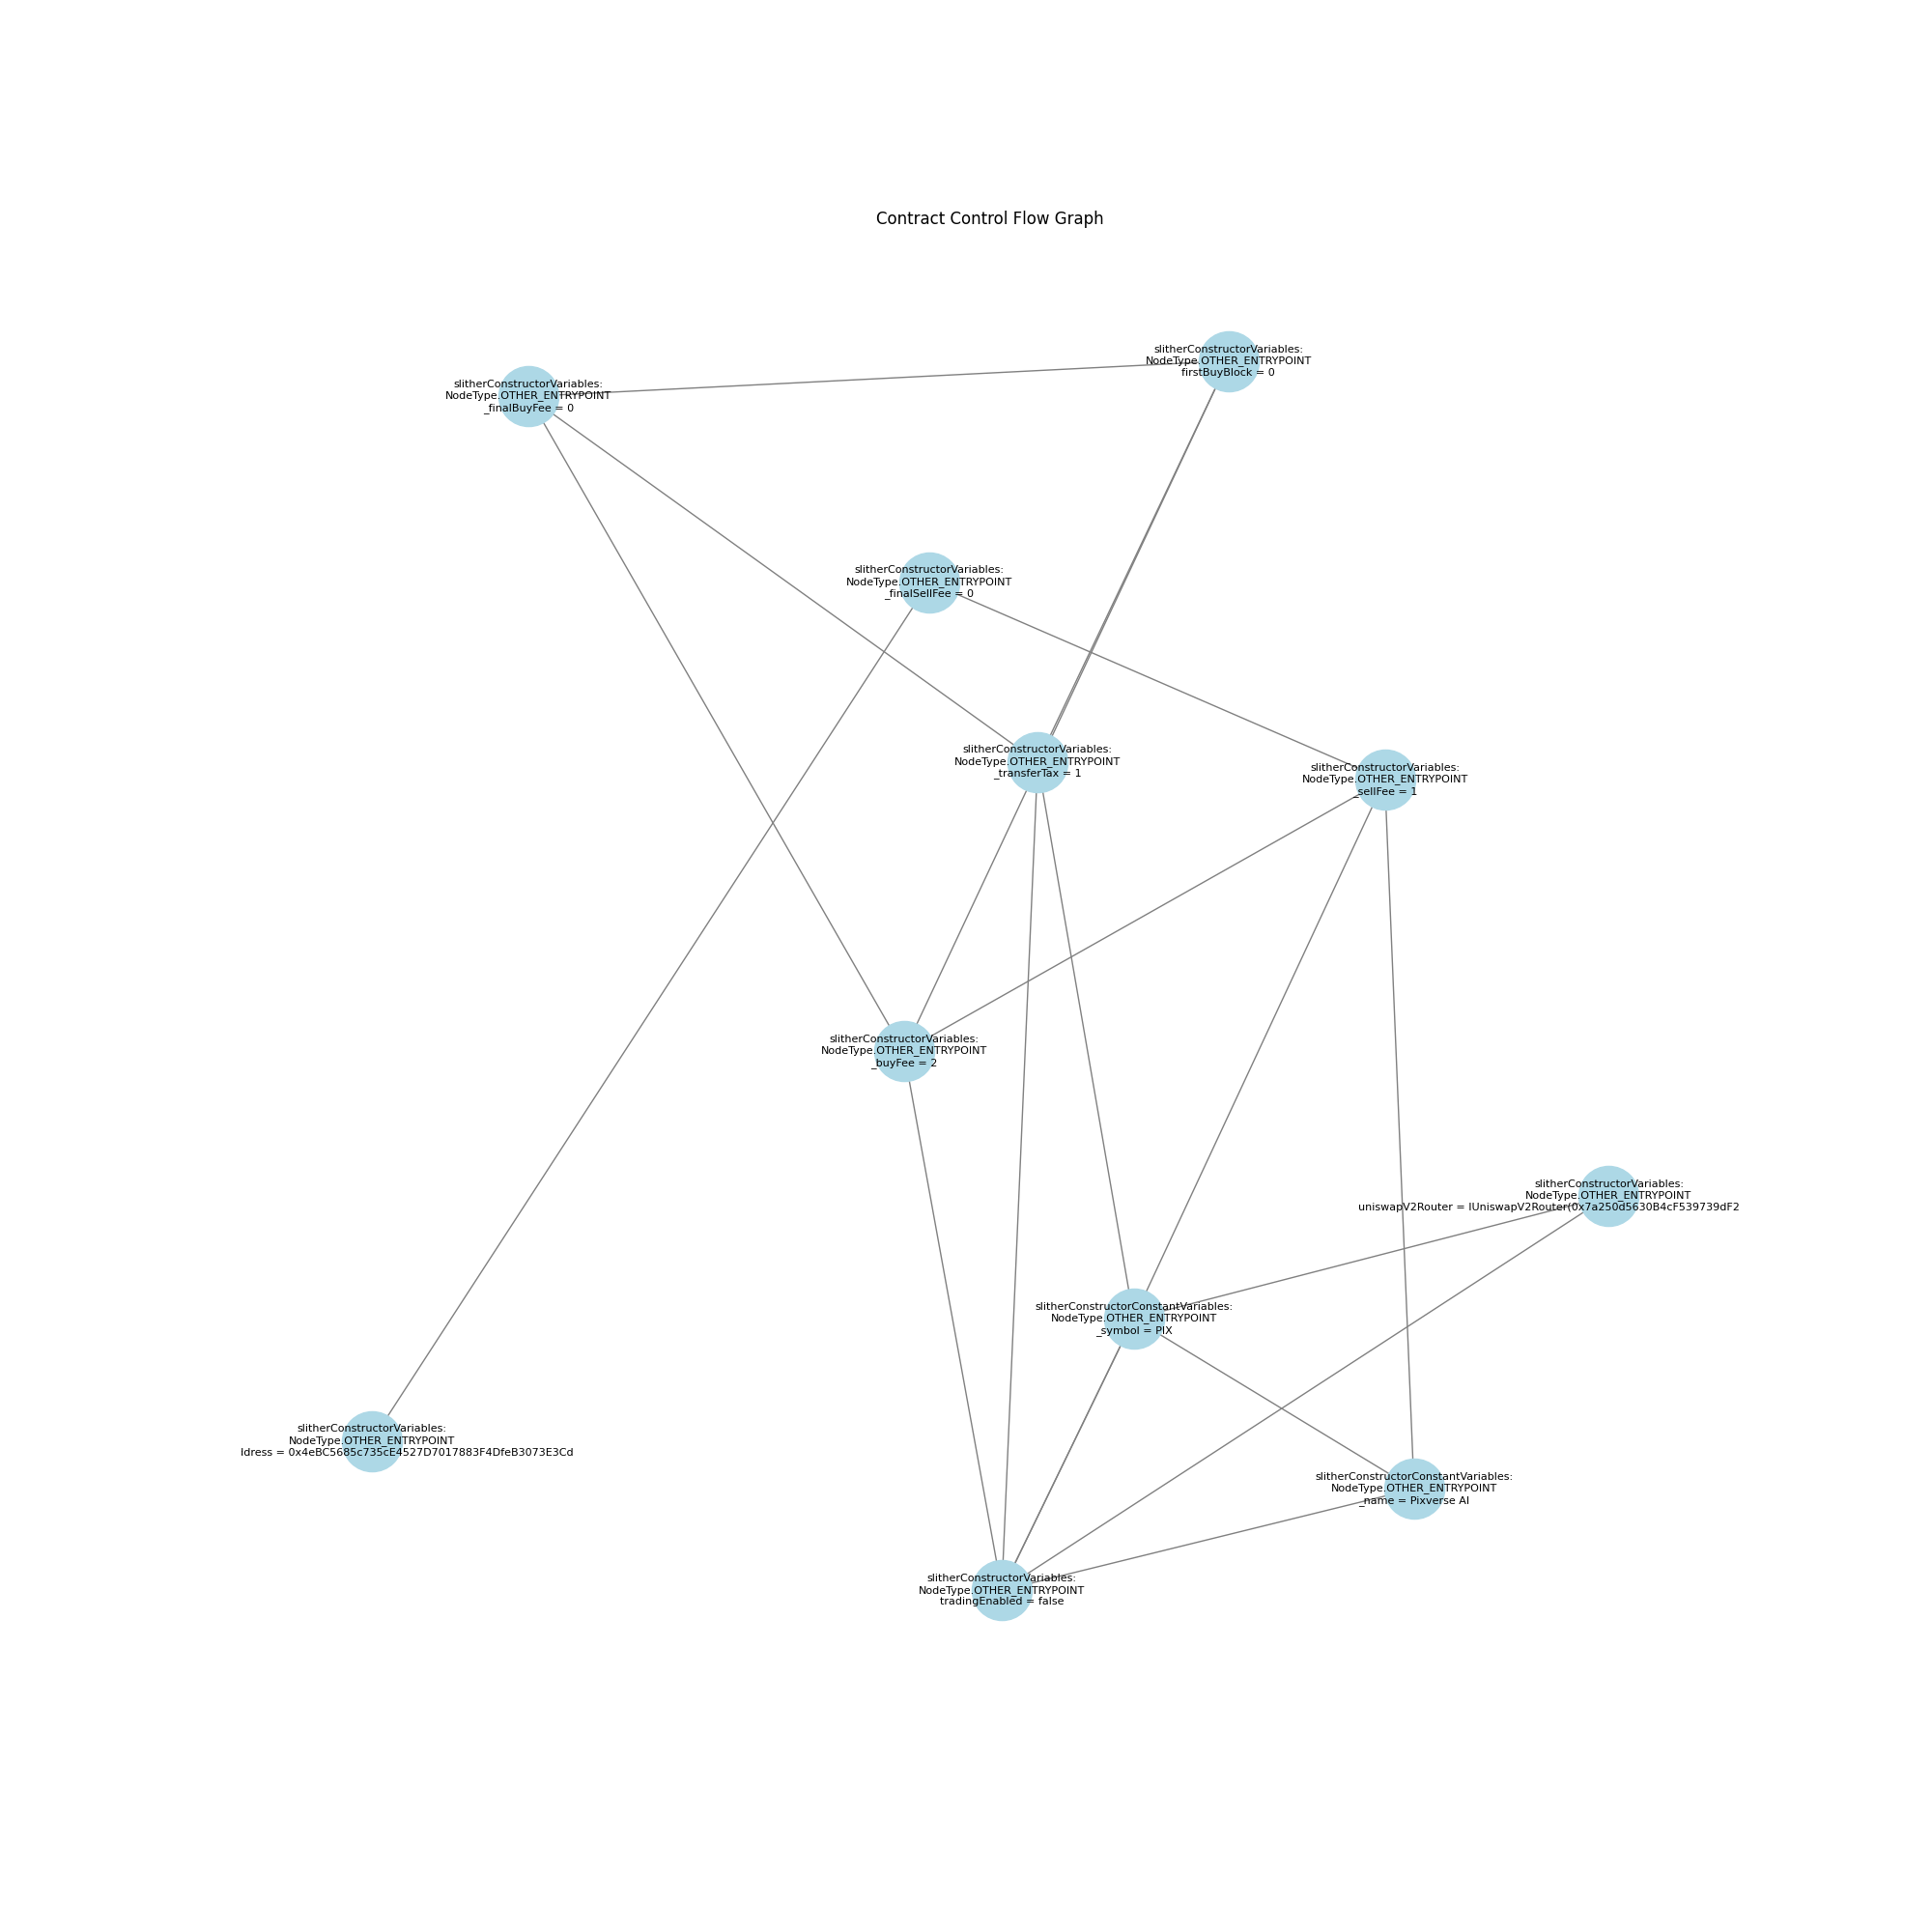 Contract Control Flow Graph
slitherConstructorVariables:
NodeType.OTHER_ENTRYPOINT
firstBuyBlock = 0
slitherConstructorVariables:
NodeType.OTHER_ENTRYPOINT
_finalBuyFee = 0
slitherConstructorVariables:
NodeType.OTHER_ENTRYPOINT
_finalSellFee = 0
slitherConstructorVariables:
NodeType.OTHER_ENTRYPOINT
_transferTax = 1
slitherConstructorVariables:
NodeType.OTHER_ENTRYPOINT
_sellFee = 1
slitherConstructorVariables:
NodeType.OTHER_ENTRYPOINT
_buyFee = 2
slitherConstructorVariables:
NodeType.OTHER_ENTRYPOINT
uniswapV2Router = IUniswapV2Router(0x7a250d5630B4cF539739dF2
slitherConstructorConstantVariables:
NodeType.OTHER_ENTRYPOINT
_symbol = PIX
slitherConstructorVariables:
NodeType.OTHER_ENTRYPOINT
ldress = 0x4eBC5685c735cE4527D7017883F4DfeB3073E3Cd
slitherConstructorConstantVariables:
NodeType.OTHER_ENTRYPOINT
_name = Pixverse AI
slitherConstructorVariables:
NodeType.OTHER_ENTRYPOINT
tradingEnabled = false